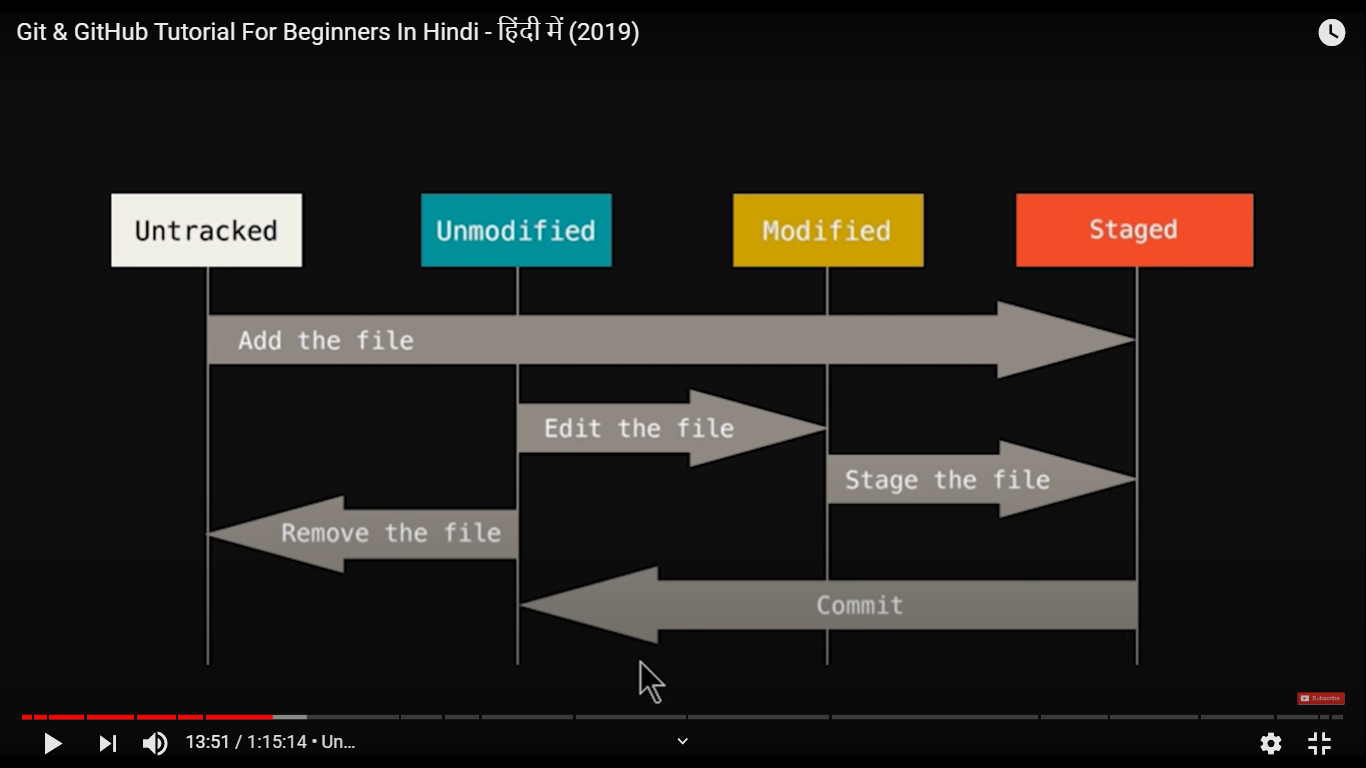 Git & GitHub Tutorial For Beginners In Hindi - हिंदी में (2019)
Untracked
Unmodified
Modified
Staged
Add the file
Edit the file
Stage the file
Remove the file
Commit
Subscribe
13:51 / 1:15:14 • Un...